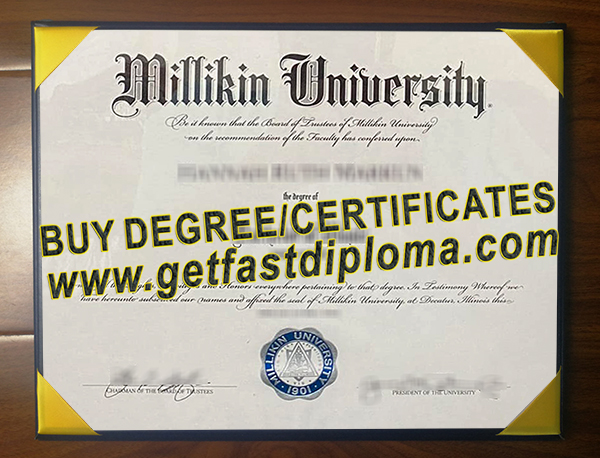 Millikin University
Be it known that the Board of Trustees of Millikin University
on the recommendation of the Faculty has conferred upon
the degree of
BUY DEGREE/CERTIFICATES
www.getfastdiploma.com
and Honors everywhere pertaining to that degree. In Testimony Whereof we
have hereunto subscribed our names and affixed the seal of Millikin University, at Decatur, Illinois this
MILLIKIN UNIVERSITY
1901
CHAIRMAN OF THE BOARD OF TRUSTEES
PRESIDENT OF THE UNIVERSITY